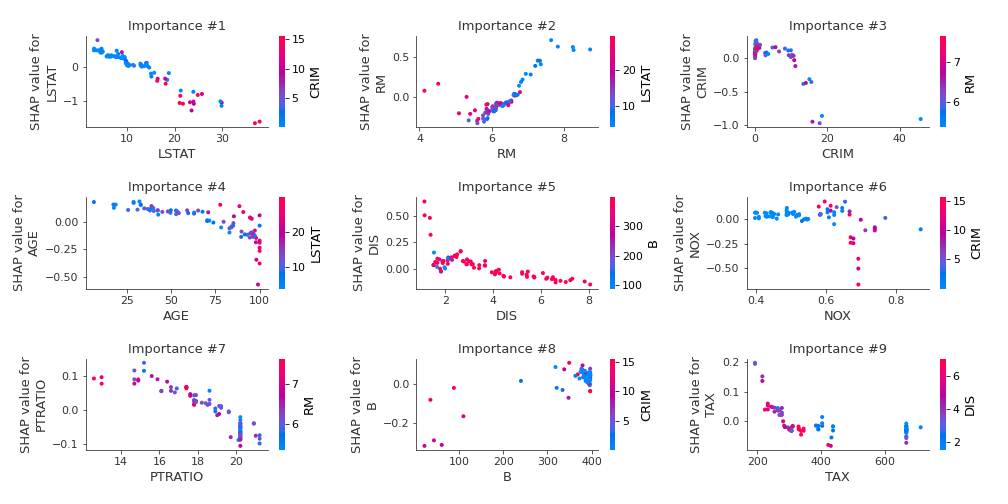 Importance #1
SHAP value for
LSTAT
0
−1
10
20
30
LSTAT
15
10
5
CRIM
Importance #2
SHAP value for
RM
0.5
0.0
4
6
8
RM
20
10
LSTAT
Importance #3
SHAP value for
CRIM
0.0
−0.5
−1.0
0
20
40
CRIM
7
6
RM
Importance #4
SHAP value for
AGE
0.00
−0.25
−0.50
25
50
75
100
AGE
20
10
LSTAT
Importance #5
SHAP value for
DIS
0.50
0.25
0.00
2
4
6
8
DIS
300
200
100
B
Importance #6
SHAP value for
NOX
0.00
−0.25
−0.50
0.4
0.6
0.8
NOX
15
10
5
CRIM
Importance #7
SHAP value for
PTRATIO
0.1
0.0
−0.1
14
16
18
20
PTRATIO
7
6
RM
Importance #8
SHAP value for
B
0.0
−0.2
100
200
300
400
B
15
10
5
CRIM
Importance #9
SHAP value for
TAX
0.2
0.1
0.0
200
400
600
TAX
6
4
2
DIS